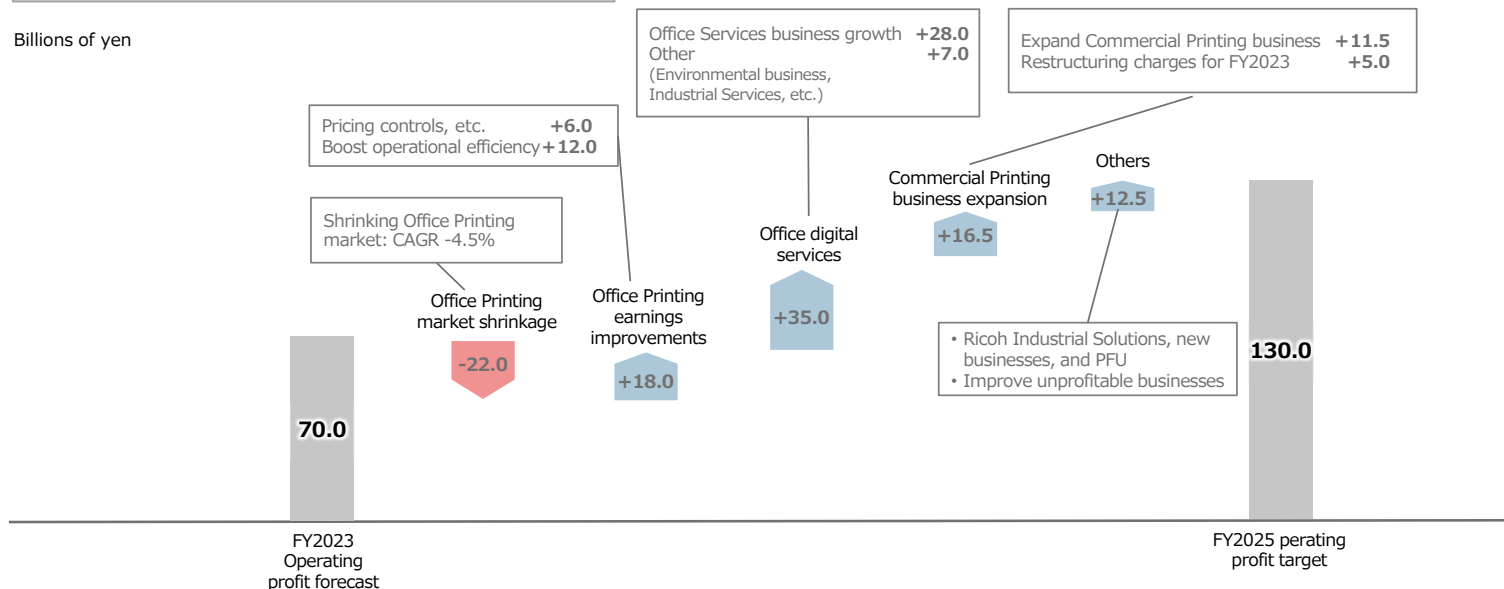 Billions of yen
Office Services business growth +28.0
Other +7.0
(Environmental business,
Industrial Services, etc.)
Expand Commercial Printing business +11.5
Restructuring charges for FY2023 +5.0
Pricing controls, etc. +6.0
Boost operational efficiency +12.0
Shrinking Office Printing
market: CAGR -4.5%
Office Printing
market shrinkage
-22.0
Office Printing
earnings
improvements
+18.0
Office digital
services
+35.0
Commercial Printing
business expansion
+16.5
Others
+12.5
• Ricoh Industrial Solutions, new
businesses, and PFU
• Improve unprofitable businesses
70.0
130.0
FY2023
Operating
profit forecast
FY2025 perating
profit target